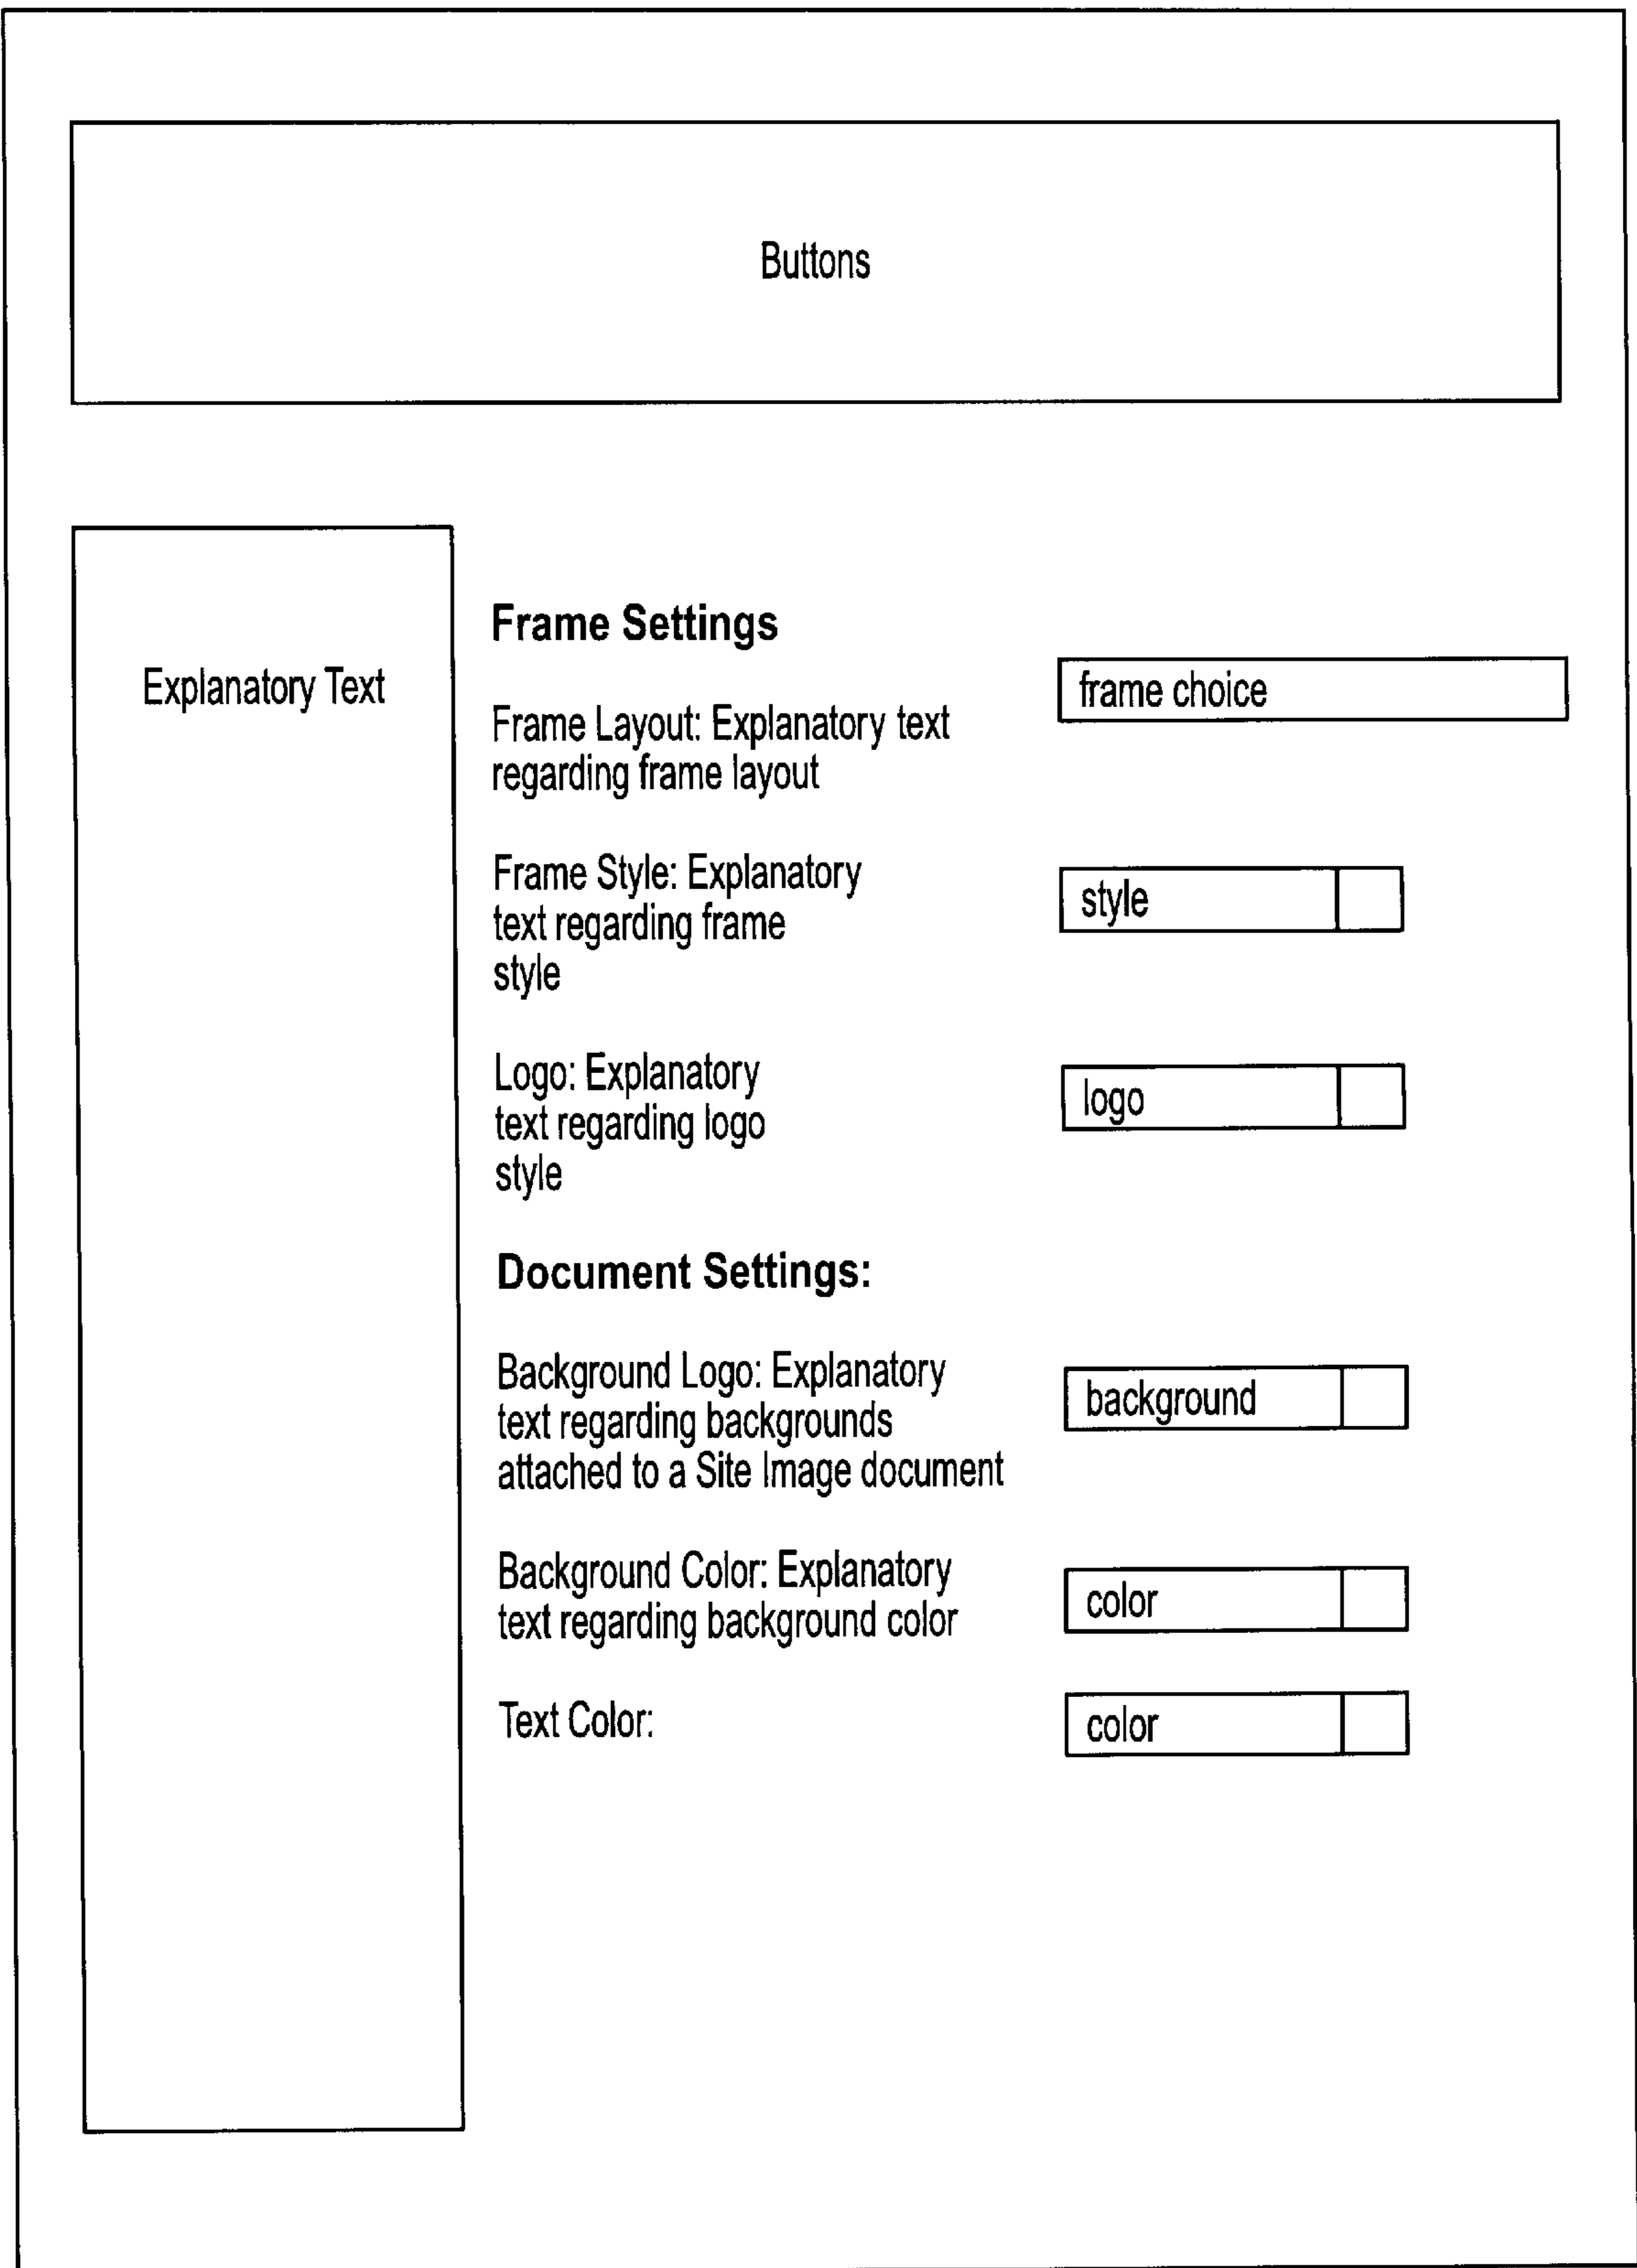 Buttons
Explanatory Text
Frame Settings
frame choice
Frame Layout: Explanatory text
regarding frame layout
Frame Style: Explanatory
text regarding frame
style
style
Logo: Explanatory
text regarding logo
style
logo
Document Settings:
Background Logo: Explanatory
text regarding backgrounds
attached to a Site Image document
background
Background Color: Explanatory
text regarding background color
color
Text Color:
color